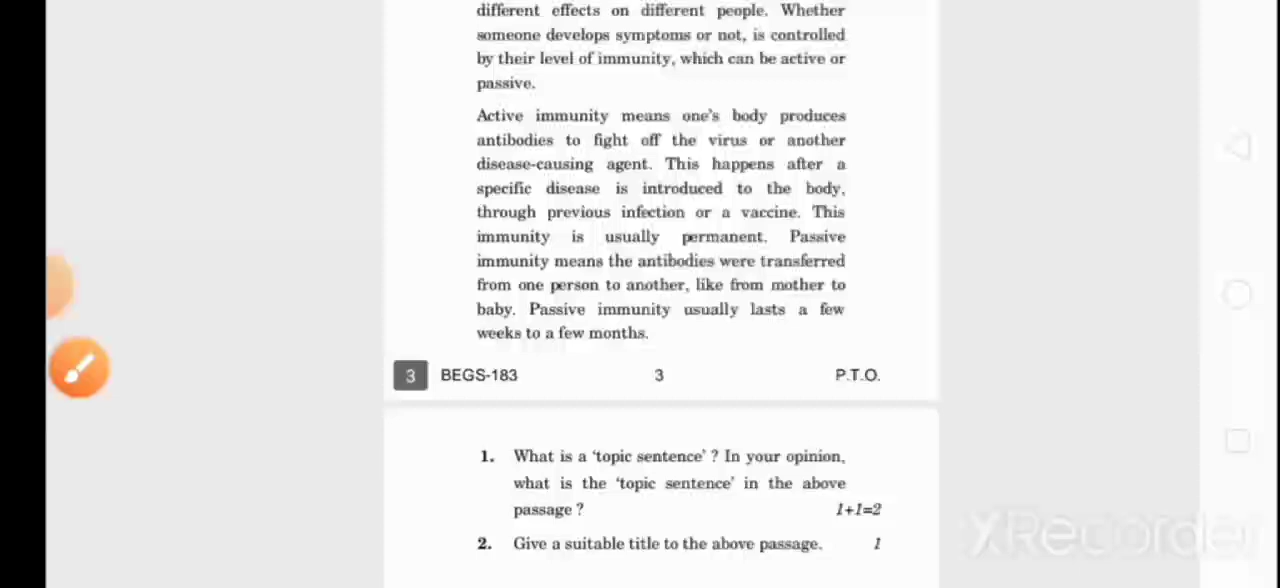 different effects on different people. Whether
someone develops symptoms or not, is controlled
by their level of immunity, which can be active or
passive.
Active immunity means one's body produces
antibodies to fight off the virus or another
disease-causing agent. This happens after a
specific disease is introduced to the body,
through previous infection or a vaccine. This
immunity is usually permanent. Passive
immunity means the antibodies were transferred
from one person to another, like from mother to
baby. Passive immunity usually lasts a few
weeks to a few months.
3 BEGS-183 3 P.T.O.
1. What is a ‘topic sentence’ ? In your opinion,
what is the ‘topic sentence’ in the above
passage ? 1+1=2
2. Give a suitable title to the above passage. 1
XRecorder